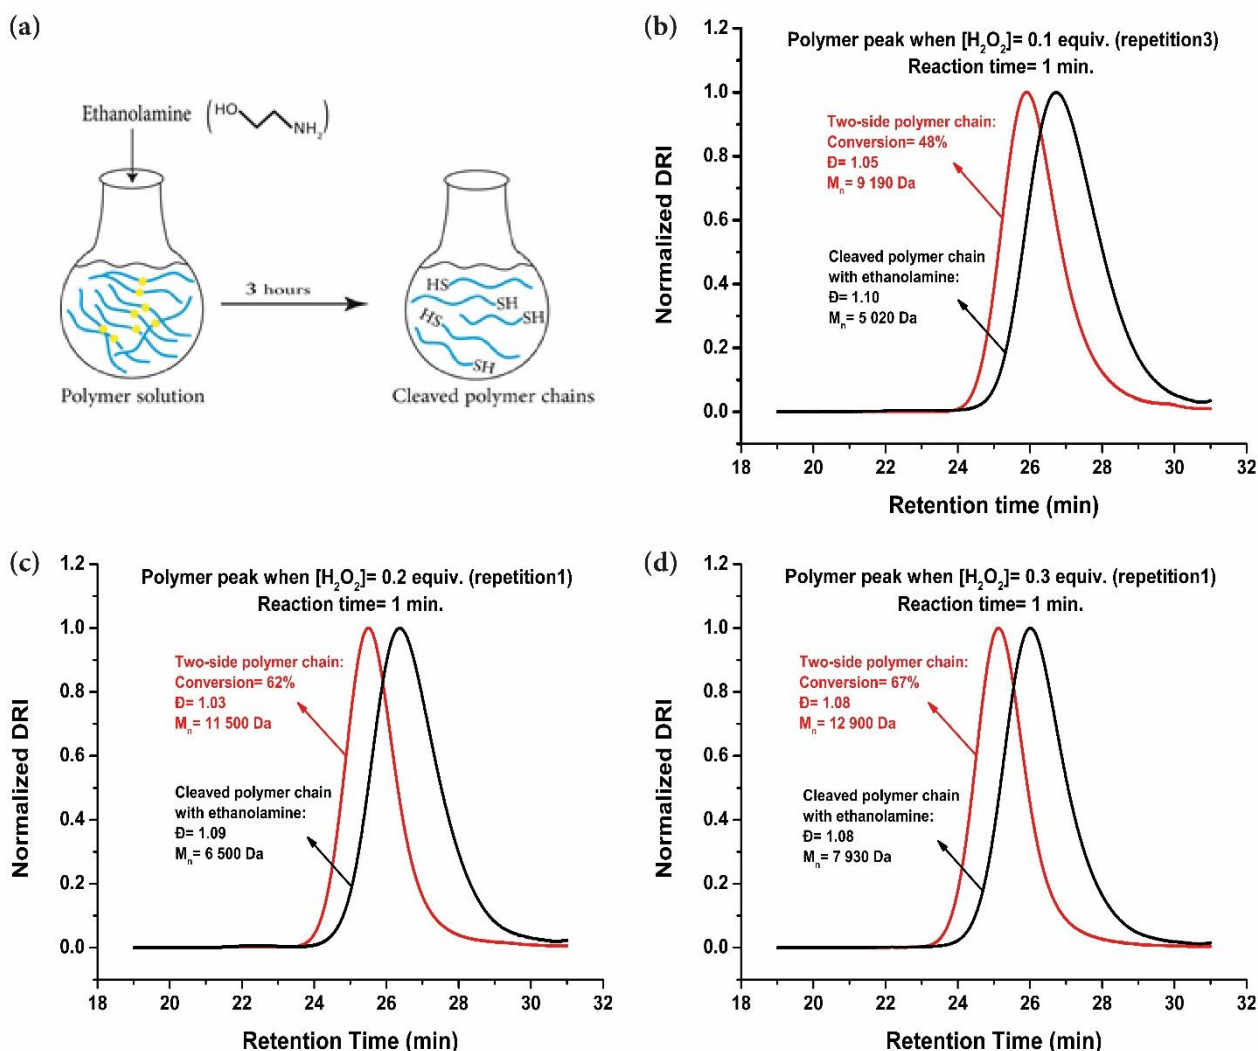 (a)
Ethanolamine
HO
NH₂
3 hours
HS
SH
HS
SH
SH
Polymer solution
Cleaved polymer chains
(b)
Polymer peak when [H₂O₂]= 0.1 equiv. (repetition3)
Reaction time= 1 min.
Two-side polymer chain:
Conversion= 48%
Đ= 1.05
Mₙ= 9 190 Da
Cleaved polymer chain
with ethanolamine:
Đ= 1.10
Mₙ= 5 020 Da
Normalized DRI
1.2
1.0
0.8
0.6
0.4
0.2
0.0
18 20 22 24 26 28 30 32
Retention time (min)
(c)
Polymer peak when [H₂O₂]= 0.2 equiv. (repetition1)
Reaction time= 1 min.
Two-side polymer chain:
Conversion= 62%
Đ= 1.03
Mₙ= 11 500 Da
Cleaved polymer chain
with ethanolamine:
Đ= 1.09
Mₙ= 6 500 Da
Normalized DRI
1.2
1.0
0.8
0.6
0.4
0.2
0.0
18 20 22 24 26 28 30 32
Retention Time (min)
(d)
Polymer peak when [H₂O₂]= 0.3 equiv. (repetition1)
Reaction time= 1 min.
Two-side polymer chain:
Conversion= 67%
Đ= 1.08
Mₙ= 12 900 Da
Cleaved polymer chain
with ethanolamine:
Đ= 1.08
Mₙ= 7 930 Da
Normalized DRI
1.2
1.0
0.8
0.6
0.4
0.2
0.0
18 20 22 24 26 28 30 32
Retention Time (min)